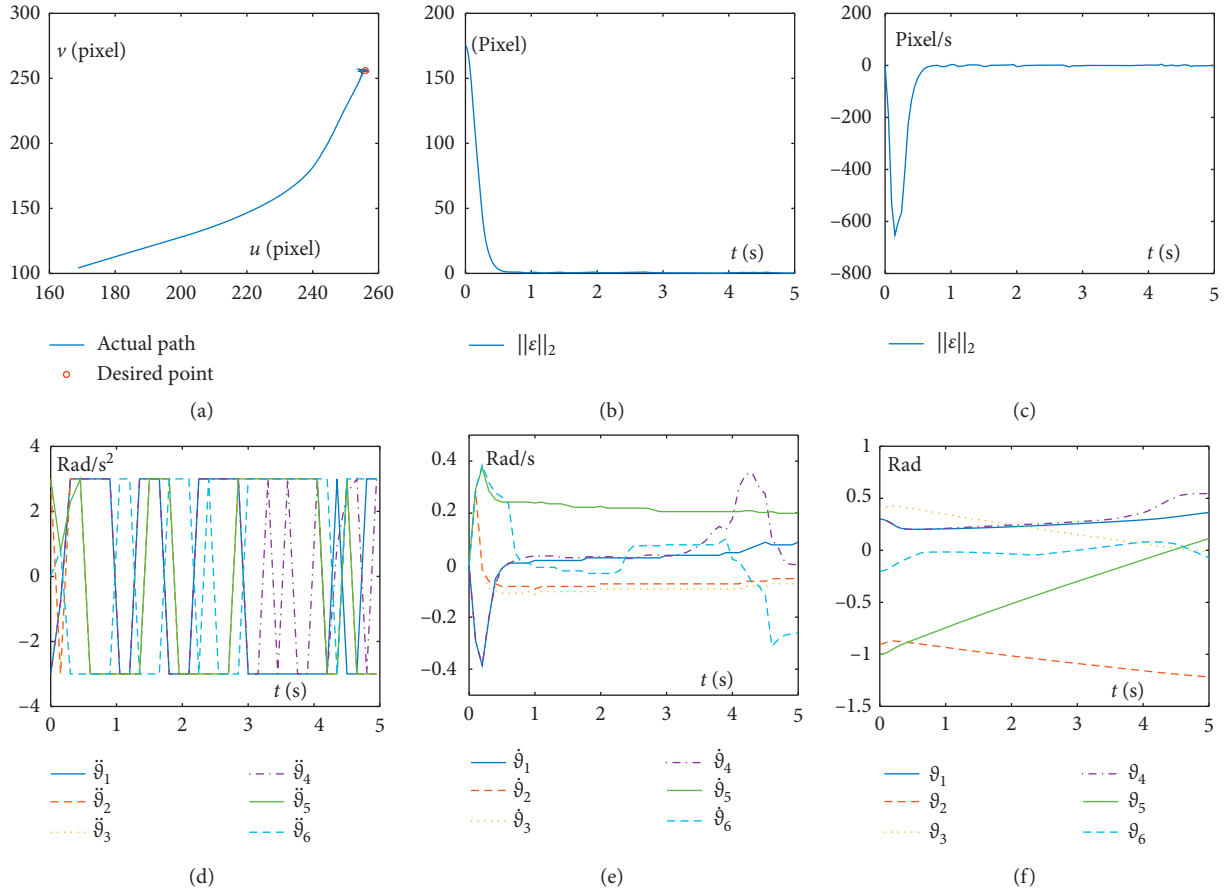 300
v (pixel)
250
200
150
u (pixel)
100
160 180 200 220 240 260
Actual path
Desired point
(a)
200
(Pixel)
150
100
50
t (s)
0
0 1 2 3 4 5
||ε||₂
(b)
200
Pixel/s
0
−200
−400
−600
t (s)
−800
0 1 2 3 4 5
||ε||₂
(c)
4
Rad/s²
2
0
−2
t (s)
−4
0 1 2 3 4 5
ϑ̈₁ ϑ̈₄
ϑ̈₂ ϑ̈₅
ϑ̈₃ ϑ̈₆
(d)
Rad/s
0.4
0.2
0
−0.2
−0.4
t (s)
0 1 2 3 4 5
ϑ̇₁ ϑ̇₄
ϑ̇₂ ϑ̇₅
ϑ̇₃ ϑ̇₆
(e)
1
Rad
0.5
0
−0.5
−1
t (s)
−1.5
0 1 2 3 4 5
ϑ₁ ϑ₄
ϑ₂ ϑ₅
ϑ₃ ϑ₆
(f)